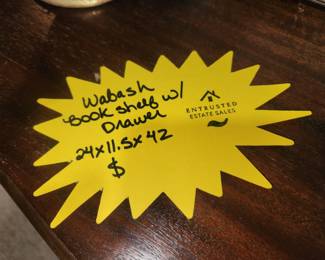 Wabash
Book Shelf w/
Drawer
24x11.5x42
$
ENTRUSTED
ESTATE SALES